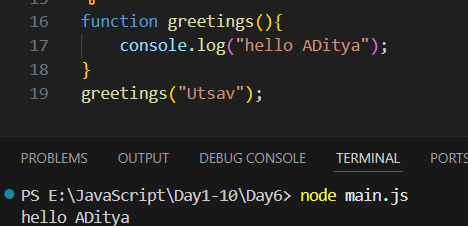 16 function greetings(){
17     console.log("hello ADitya");
18 }
19 greetings("Utsav");
PROBLEMS OUTPUT DEBUG CONSOLE TERMINAL PORTS
PS E:\JavaScript\Day1-10\Day6> node main.js
hello ADitya